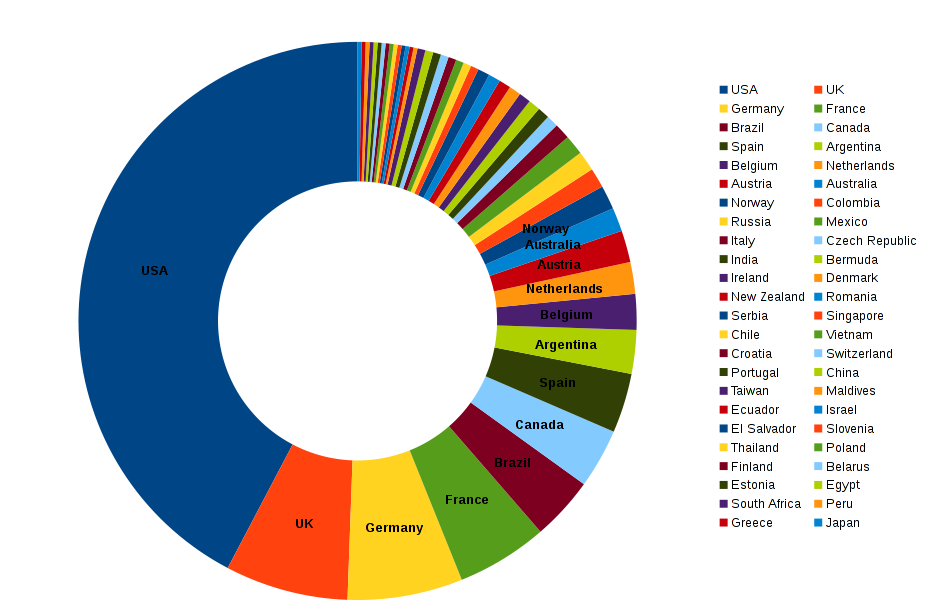 USA
UK
Germany
France
Brazil
Canada
Spain
Argentina
Belgium
Netherlands
Austria
Australia
Norway
USA UK
Germany France
Brazil Canada
Spain Argentina
Belgium Netherlands
Austria Australia
Norway Colombia
Russia Mexico
Italy Czech Republic
India Bermuda
Ireland Denmark
New Zealand Romania
Serbia Singapore
Chile Vietnam
Croatia Switzerland
Portugal China
Taiwan Maldives
Ecuador Israel
El Salvador Slovenia
Thailand Poland
Finland Belarus
Estonia Egypt
South Africa Peru
Greece Japan